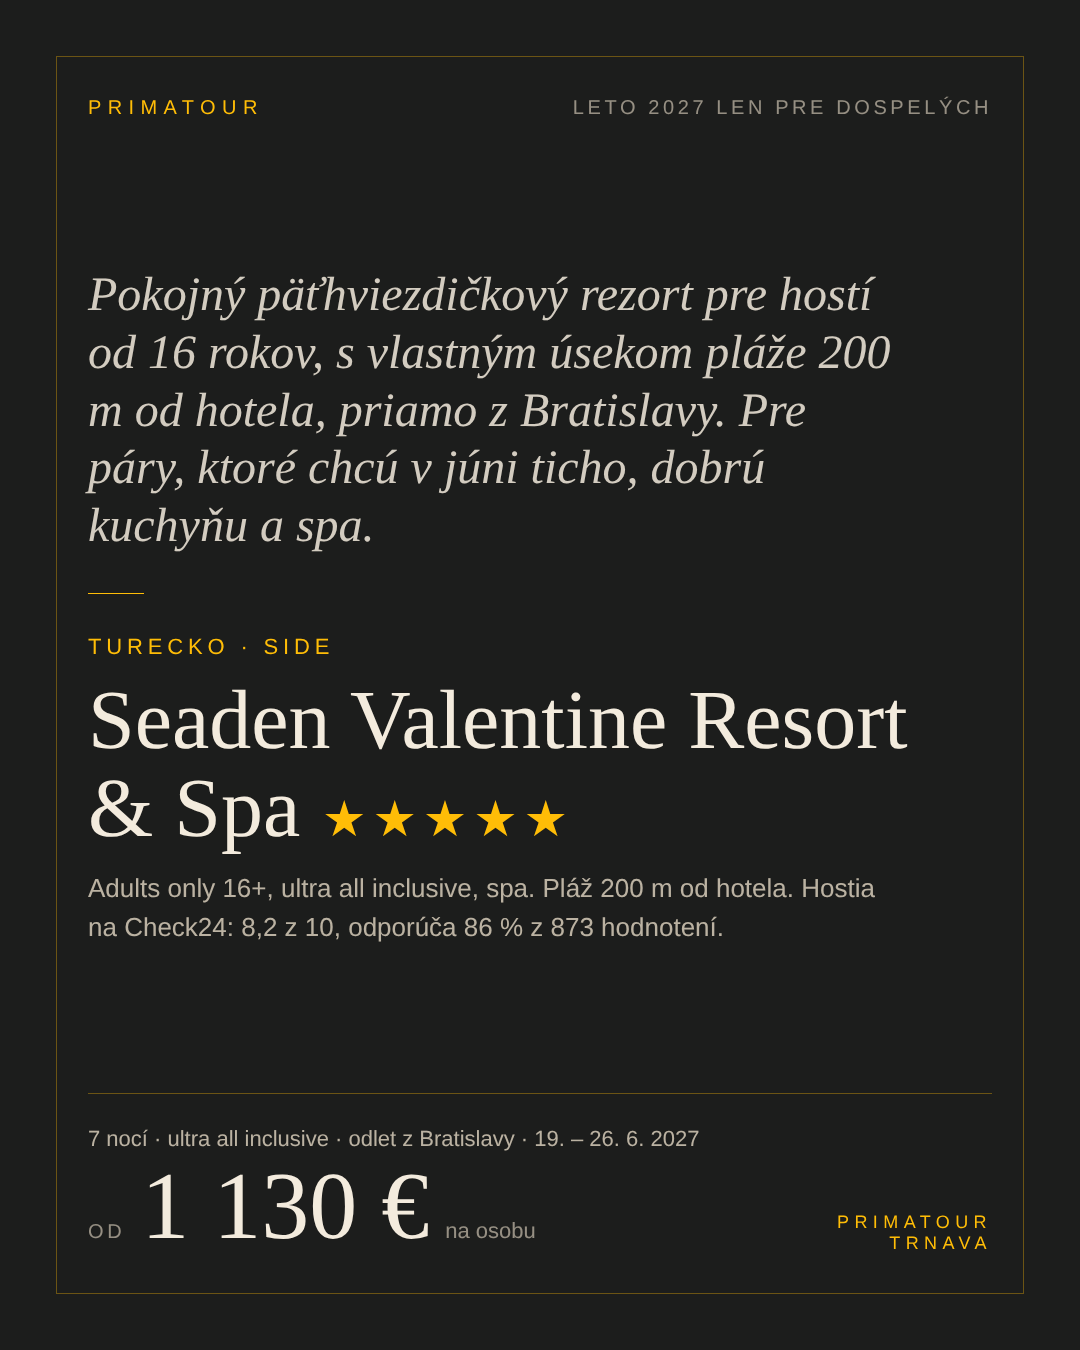 PRIMATOUR
LETO 2027 LEN PRE DOSPELÝCH
Pokojný päťhviezdičkový rezort pre hostí
od 16 rokov, s vlastným úsekom pláže 200
m od hotela, priamo z Bratislavy. Pre
páry, ktoré chcú v júni ticho, dobrú
kuchyňu a spa.
TURECKO · SIDE
Seaden Valentine Resort
& Spa ★★★★★
Adults only 16+, ultra all inclusive, spa. Pláž 200 m od hotela. Hostia
na Check24: 8,2 z 10, odporúča 86 % z 873 hodnotení.
7 nocí · ultra all inclusive · odlet z Bratislavy · 19. – 26. 6. 2027
OD 1 130 € na osobu
PRIMATOUR
TRNAVA